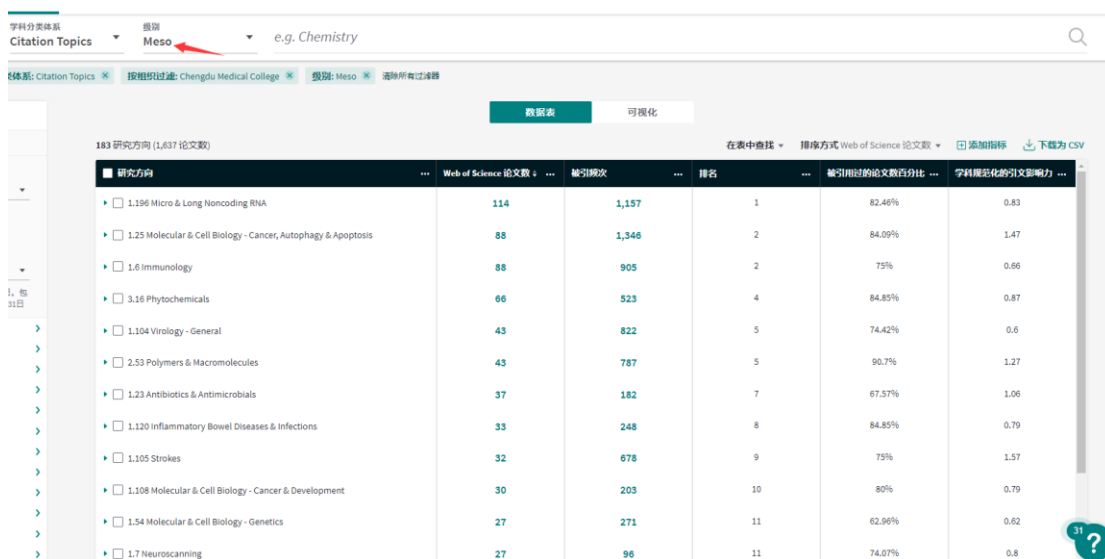 学科分类体系 级别
Citation Topics Meso e.g. Chemistry
体系: Citation Topics × 按组织过滤: Chengdu Medical College × 级别: Meso × 清除所有过滤器
数据表 可视化
183 研究方向 (1,637 论文数) 在表中查找 排序方式 Web of Science 论文数 添加指标 下载为 CSV
研究方向 ... Web of Science 论文数 ↓ ... 被引频次 ... 排名 ... 被引用过的论文数百分比 ... 学科规范化的引文影响力 ...
1.196 Micro & Long Noncoding RNA 114 1,157 1 82.46% 0.83
1.25 Molecular & Cell Biology - Cancer, Autophagy & Apoptosis 88 1,346 2 84.09% 1.47
1.6 Immunology 88 905 2 75% 0.66
3.16 Phytochemicals 66 523 4 84.85% 0.87
包
31日
1.104 Virology - General 43 822 5 74.42% 0.6
2.53 Polymers & Macromolecules 43 787 5 90.7% 1.27
1.23 Antibiotics & Antimicrobials 37 182 7 67.57% 1.06
1.120 Inflammatory Bowel Diseases & Infections 33 248 8 84.85% 0.79
1.105 Strokes 32 678 9 75% 1.57
1.108 Molecular & Cell Biology - Cancer & Development 30 203 10 80% 0.79
1.54 Molecular & Cell Biology - Genetics 27 271 11 62.96% 0.62
31
?
1.7 Neuroscanning 27 96 11 74.07% 0.8